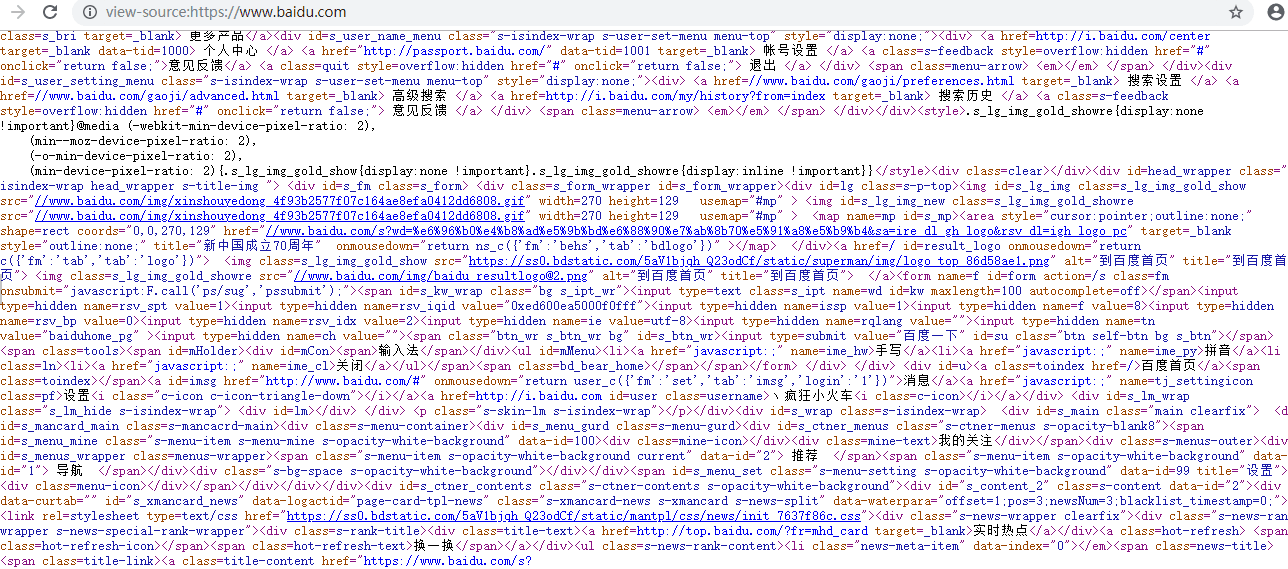 view-source:https://www.baidu.com
class=s_bri target=_blank> 更多产品</a><div id=s_user_name_menu class="s-isindex-wrap s-user-set-menu menu-top" style="display:none;"><div> <a href=http://i.baidu.com/center
target=_blank data-tid=1000> 个人中心 </a> <a href="http://passport.baidu.com/" data-tid=1001 target=_blank> 帐号设置 </a> <a class=s-feedback style=overflow:hidden href="#"
onclick="return false;">意见反馈</a> <a class=quit style=overflow:hidden href="#" onclick="return false;"> 退出 </a> </div> <span class=menu-arrow> <em></em> </span> </div> <div
id=s_user_setting_menu class="s-isindex-wrap s-user-set-menu menu-top" style="display:none;"><div> <a href=//www.baidu.com/gaoji/preferences.html target=_blank> 搜索设置 </a> <a
href=//www.baidu.com/gaoji/advanced.html target=_blank> 高级搜索 </a> <a href=http://i.baidu.com/my/history?from=index target=_blank> 搜索历史 </a> <a class=s-feedback
style=overflow:hidden href="#" onclick="return false;"> 意见反馈 </a> </div> <span class=menu-arrow> <em></em> </span> </div> </div></div><style>.s_lg_img_gold_showre{display:none
!important}@media (-webkit-min-device-pixel-ratio: 2),
(min--moz-device-pixel-ratio: 2),
(-o-min-device-pixel-ratio: 2),
(min-device-pixel-ratio: 2){.s_lg_img_gold_show{display:none !important}.s_lg_img_gold_showre{display:inline !important}}</style><div class=clear></div></div><div id=head_wrapper class="
isindex-wrap head_wrapper s-title-img "> <div id=s_fm class=s_form> <div class=s_form_wrapper id=s_form_wrapper><div id=lg class=s-p-top><img id=s_lg_img class=s_lg_img_gold_show
src="//www.baidu.com/img/xinshouyedong_4f93b2577f07c164ae8efa0412dd6808.gif" width=270 height=129 usemap="#mp" > <img id=s_lg_img_new class=s_lg_img_gold_showre
src="//www.baidu.com/img/xinshouyedong_4f93b2577f07c164ae8efa0412dd6808.gif" width=270 height=129 usemap="#mp" > <map name=mp id=s_mp><area style="cursor:pointer;outline:none;"
shape=rect coords="0,0,270,129" href="//www.baidu.com/s?wd=%e6%96%b0%e4%b8%ad%e5%9b%bd%e6%88%90%e7%ab%8b70%e5%91%a8%e5%b9%b4&sa=ire_dl_gh_logo&rsv_dl=igh_logo_pc" target=_blank
style="outline:none;" title="新中国成立70周年" onmousedown="return ns_c({'fm':'behs','tab':'bdlogo'})" ></map> </div><a href=/ id=result_logo onmousedown="return
c({'fm':'tab','tab':'logo'})"> <img class=s_lg_img_gold_show src="https://ss0.bdstatic.com/5aV1bjqh_Q23odCf/static/superman/img/logo_top_86d58ae1.png" alt="到百度首页" title="到百度首
页"> <img class=s_lg_img_gold_showre src="//www.baidu.com/img/baidu_resultlogo@2.png" alt="到百度首页" title="到百度首页"> </a><form name=f id=form action=/s class=fm
onsubmit="javascript:F.call('ps/sug','pssubmit');"><span id=s_kw_wrap class="bg s_ipt_wr"><input type=text class=s_ipt name=wd id=kw maxlength=100 autocomplete=off></span><input
type=hidden name=rsv_spt value=1><input type=hidden name=rsv_iqid value="0xed600ea5000f0fff"><input type=hidden name=issp value=1><input type=hidden name=f value=8><input type=hidden
name=rsv_bp value=0><input type=hidden name=rsv_idx value=2><input type=hidden name=ie value=utf-8><input type=hidden name=rqlang value=""><input type=hidden name=tn
value="baiduhome_pg" ><input type=hidden name=ch value=""><span class="btn_wr s_btn_wr bg" id=s_btn_wr><input type=submit value="百度一下" id=su class="btn self-btn bg s_btn"></span>
<span class=tools><span id=mHolder><div id=mCon><span>输入法</span></div><ul id=mMenu><li><a href="javascript:;" name=ime_hw>手写</a><li><a href="javascript:;" name=ime_py>拼音</a><li
class=ln><li><a href="javascript:;" name=ime_cl>关闭</a></ul></span><span class=bd_bear_home></span></span></form> </div> </div> <div id=u><a class=toindex href=/>百度首页<span
class=toindex></span></a><a id=imsg href="http://www.baidu.com/#" onmousedown="return user_c({'fm':'set','tab':'imsg','login':'1'})">消息</a><a href="javascript:;" name=tj_settingicon
class=pf>设置<i class="c-icon c-icon-triangle-down"></i></a><a href=http://i.baidu.com id=user class=username>丶疯狂小火车<i class=c-icon></i></a></div> <div id=s_lm_wrap
class="s_lm_hide s-isindex-wrap"> <div id=lm></div> </div> <p class="s-skin-lm s-isindex-wrap"></p></div><div id=s_wrap class=s-isindex-wrap> <div id=s_main class="main clearfix"> <div
id=s_mancard_main class=s-mancacrd-main><div class=s-menu-container><div id=s_menu_gurd class=s-menu-gurd><div id=s_ctner_menus class="s-ctner-menus s-opacity-blank8"><span
id=s_menu_mine class="s-menu-item s-menu-mine s-opacity-white-background" data-id=100><div class=mine-icon></div><div class=mine-text>我的关注</div></span><div class=s-menus-outer><div
id=s_menus_wrapper class=menus-wrapper><span class="s-menu-item s-opacity-white-background current" data-id="2"> 推荐 </span><span class="s-menu-item s-opacity-white-background" data-
id="1"> 导航 </span></div><div class="s-bg-space s-opacity-white-background"></div><span id=s_menu_set class="s-menu-setting s-opacity-white-background" data-id=99 title="设置">
<div class=menu-icon></div></span></div></div></div><div id=s_ctner_contents class="s-ctner-contents s-opacity-white-background"><div id="s_content_2" class=s-content data-id="2"><div
data-curtab="" id="s_xmancard_news" data-logactid="page-card-tpl-news" class="s-xmancard-news s-xmancard s-news-split" data-waterpara="offset=1;pos=3;newsNum=3;blacklist_timestamp=0;">
<link rel=stylesheet type=text/css href="https://ss0.bdstatic.com/5aV1bjqh_Q23odCf/static/mantpl/css/news/init_7637f86c.css"><div class="s-news-wrapper clearfix"><div class="s-news-rank-
wrapper s-news-special-rank-wrapper"><div class=s-rank-title><div class=title-text><a href=http://top.baidu.com/?fr=mhd_card target=_blank>实时热点</a></div><a class=hot-refresh> <span
class=hot-refresh-icon></span><span class=hot-refresh-text>换一换</span></a></div><ul class=s-news-rank-content><li class="news-meta-item" data-index="0"></em><span class=news-title>
<span class=title-link><a class=title-content href="https://www.baidu.com/s?